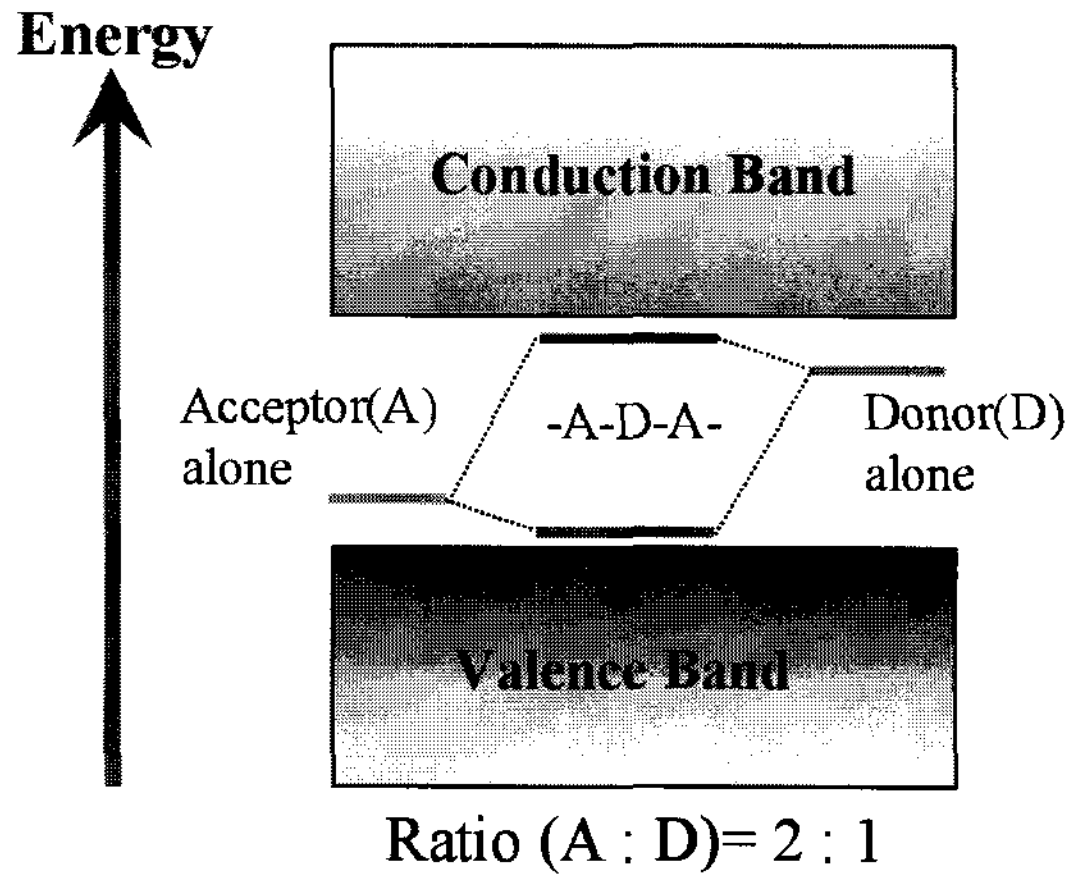 Energy
Conduction Band
Acceptor(A)
alone
-A-D-A-
Donor(D)
alone
Valence Band
Ratio (A : D)= 2 : 1